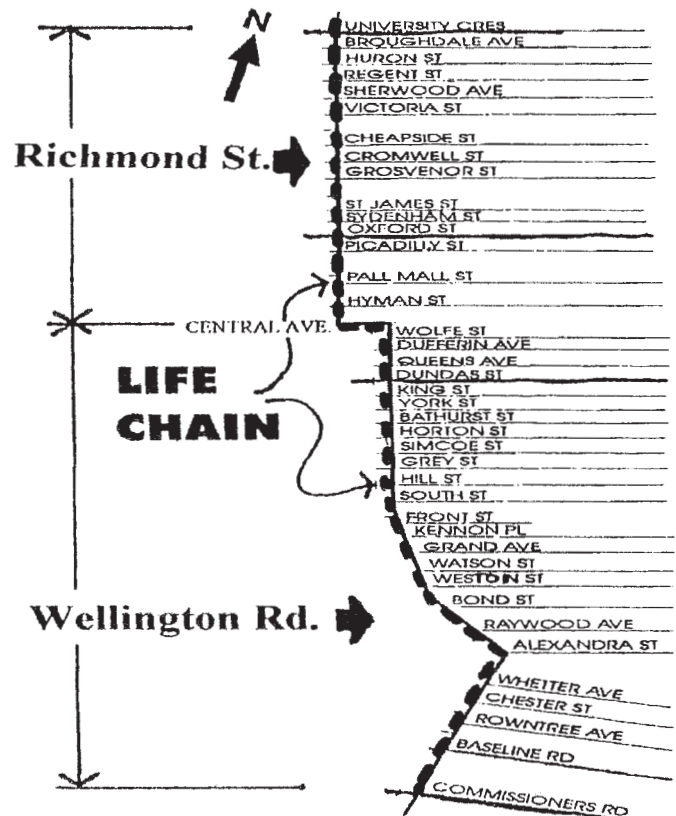 N
UNIVERSITY CRES
BROUGHDALE AVE
HURON ST
REGENT ST.
SHERWOOD AVE
VICTORIA ST
CHEAPSIDE ST
Richmond St.
CROMWELL ST
GROSVENOR ST
ST JAMES ST
SYDENHAM ST
OXFORD ST
PICADILLY ST
PALL MALL ST
HYMAN ST
CENTRAL AVE.
WOLFE ST
DUFFERIN AVE
QUEENS AVE
DUNDAS ST
LIFE
CHAIN
KING ST
YORK ST
BATHURST ST
HORTON ST
SIMCOE ST
GREY ST
HILL ST
SOUTH ST
FRONT ST
KENNON PL
GRAND AVE
WATSON ST
WESTON ST
BOND ST
Wellington Rd.
RAYWOOD AVE
ALEXANDRA ST
WHETTER AVE
CHESTER ST
ROWNTREE AVE
BASELINE RD
COMMISSIONERS RD